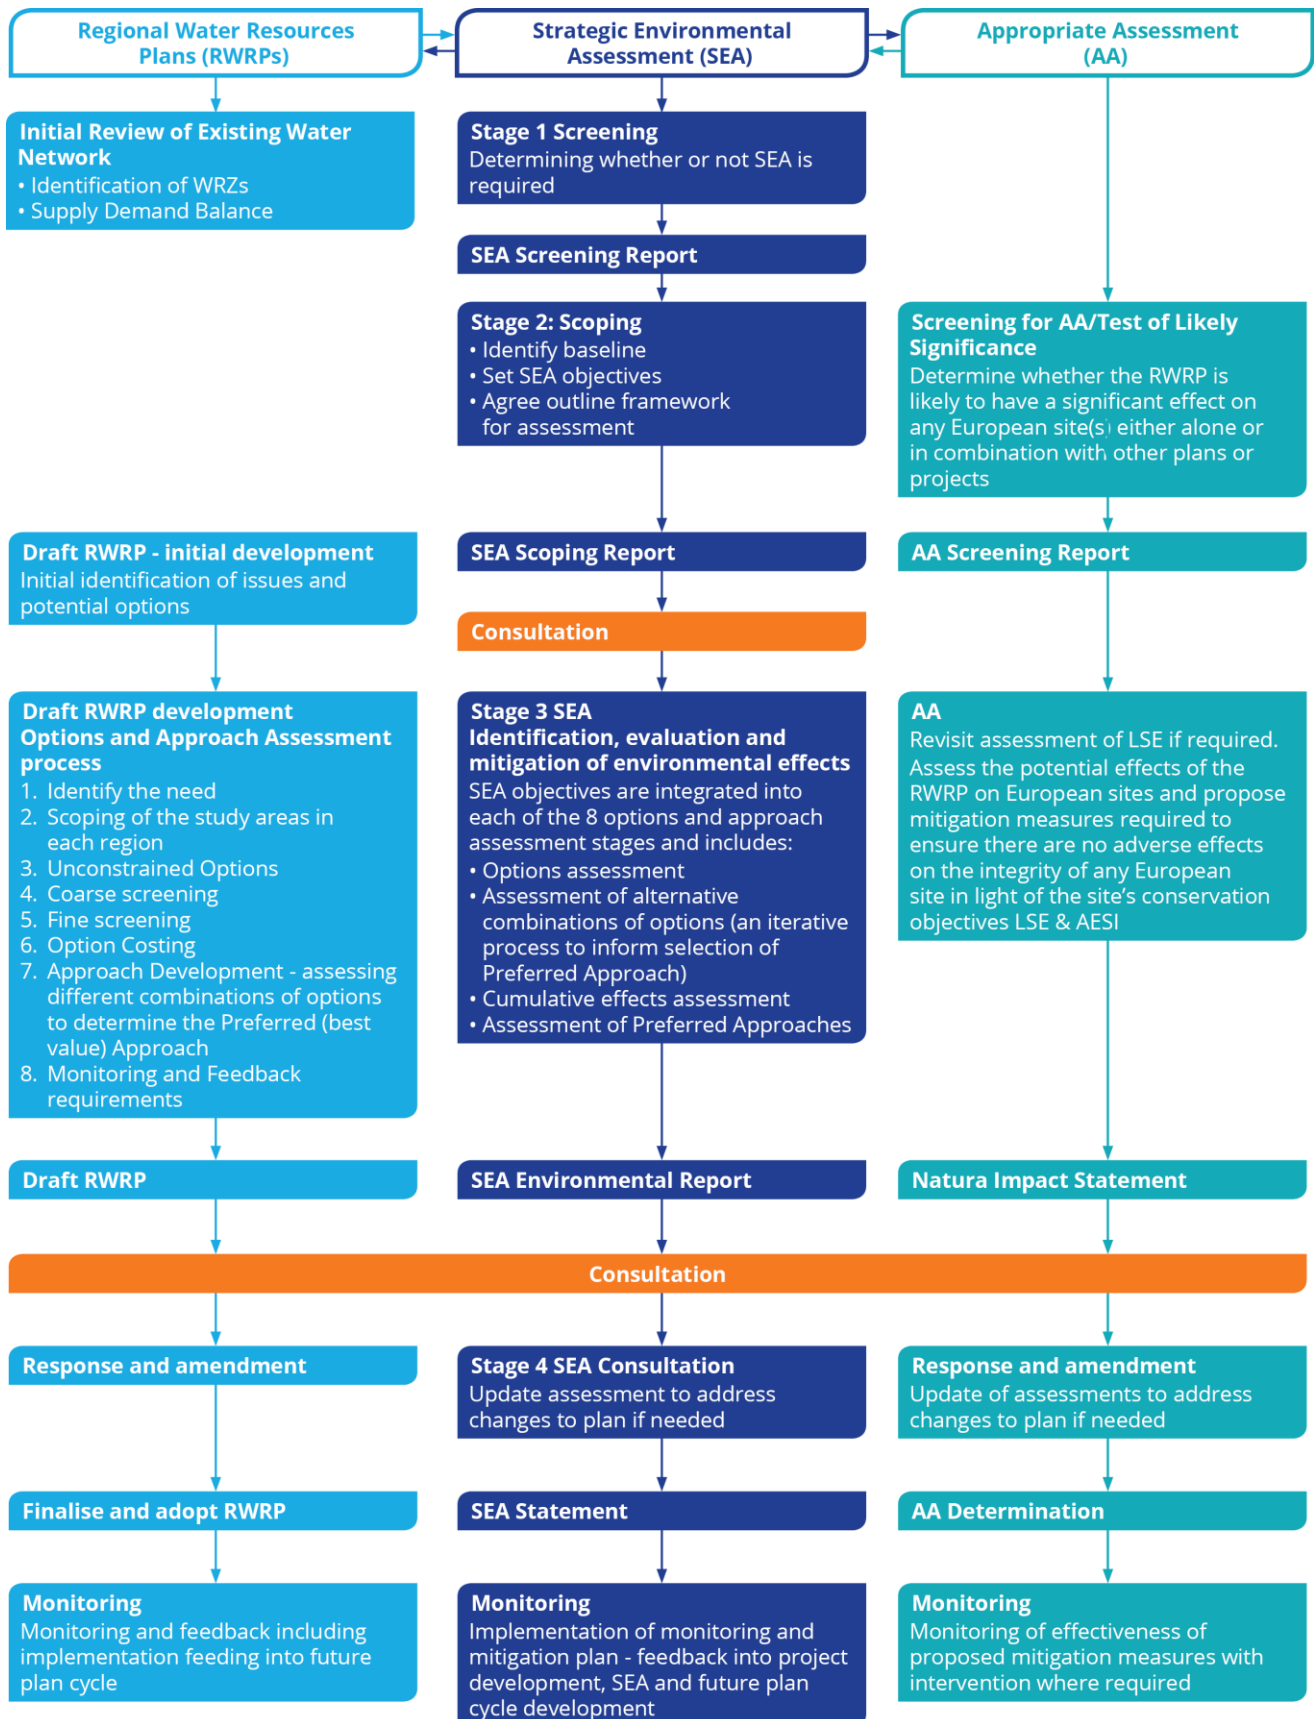 Regional Water Resources
Plans (RWRPs)
Strategic Environmental
Assessment (SEA)
Appropriate Assessment
(AA)
Initial Review of Existing Water
Network
• Identification of WRZs
• Supply Demand Balance
Stage 1 Screening
Determining whether or not SEA is
required
SEA Screening Report
Stage 2: Scoping
• Identify baseline
• Set SEA objectives
• Agree outline framework
for assessment
Screening for AA/Test of Likely
Significance
Determine whether the RWRP is
likely to have a significant effect on
any European site(s) either alone or
in combination with other plans or
projects
Draft RWRP - initial development
Initial identification of issues and
potential options
SEA Scoping Report
AA Screening Report
Consultation
Draft RWRP development
Options and Approach Assessment
process
1. Identify the need
2. Scoping of the study areas in
each region
3. Unconstrained Options
4. Coarse screening
5. Fine screening
6. Option Costing
7. Approach Development - assessing
different combinations of options
to determine the Preferred (best
value) Approach
8. Monitoring and Feedback
requirements
Stage 3 SEA
Identification, evaluation and
mitigation of environmental effects
SEA objectives are integrated into
each of the 8 options and approach
assessment stages and includes:
• Options assessment
• Assessment of alternative
combinations of options (an iterative
process to inform selection of
Preferred Approach)
• Cumulative effects assessment
• Assessment of Preferred Approaches
AA
Revisit assessment of LSE if required.
Assess the potential effects of the
RWRP on European sites and propose
mitigation measures required to
ensure there are no adverse effects
on the integrity of any European
site in light of the site’s conservation
objectives LSE & AESI
Draft RWRP
SEA Environmental Report
Natura Impact Statement
Consultation
Response and amendment
Stage 4 SEA Consultation
Update assessment to address
changes to plan if needed
Response and amendment
Update of assessments to address
changes to plan if needed
Finalise and adopt RWRP
SEA Statement
AA Determination
Monitoring
Monitoring and feedback including
implementation feeding into future
plan cycle
Monitoring
Implementation of monitoring and
mitigation plan - feedback into project
development, SEA and future plan
cycle development
Monitoring
Monitoring of effectiveness of
proposed mitigation measures with
intervention where required